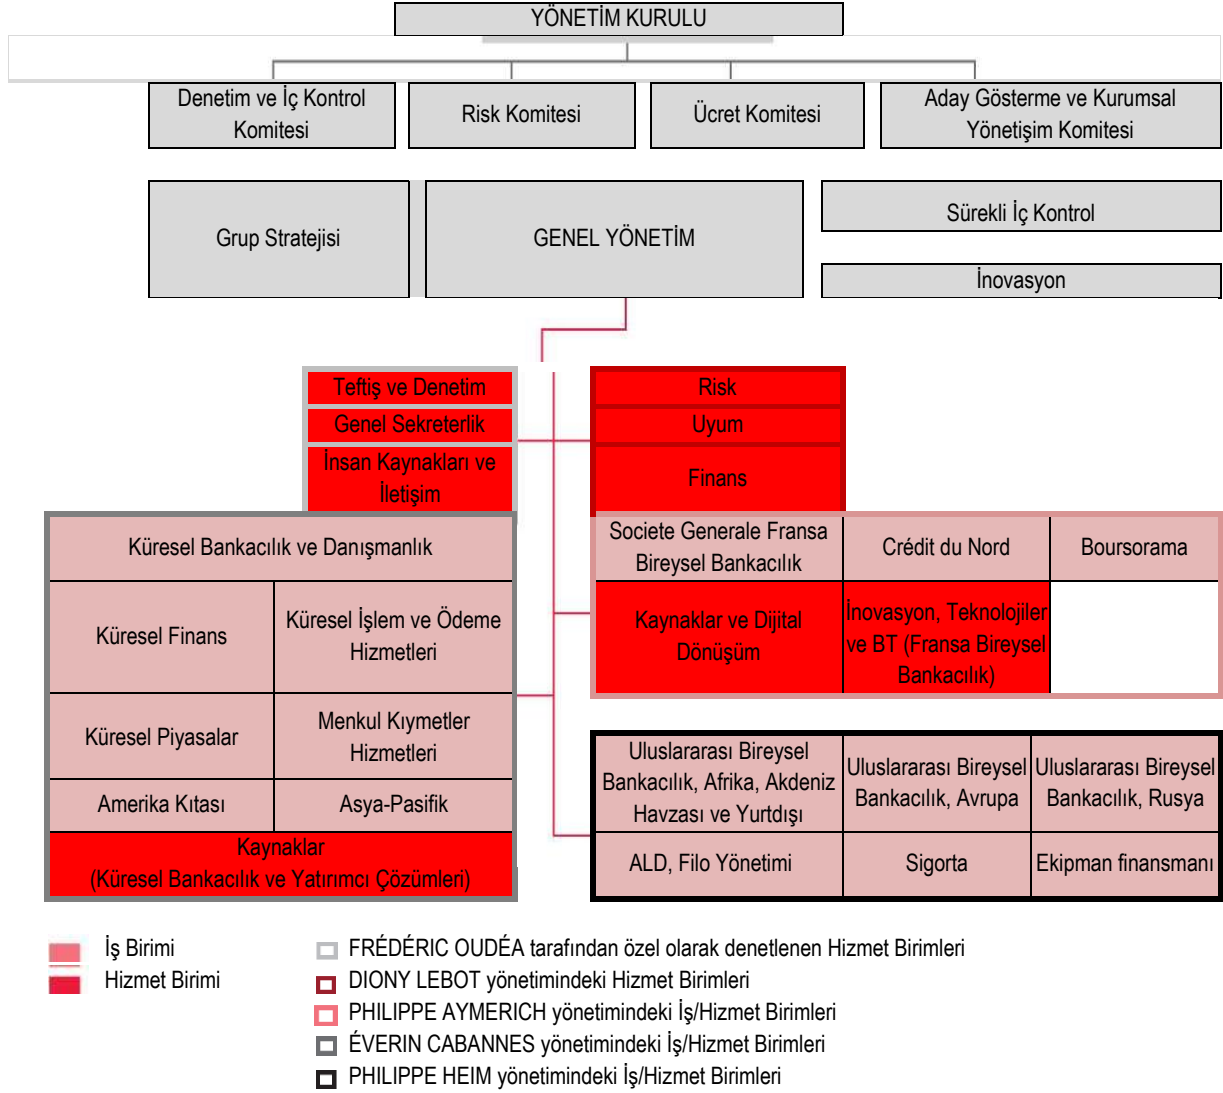 YÖNETİM KURULU
Denetim ve İç Kontrol
Komitesi
Risk Komitesi
Ücret Komitesi
Aday Gösterme ve Kurumsal
Yönetişim Komitesi
Grup Stratejisi
GENEL YÖNETİM
Sürekli İç Kontrol
İnovasyon
Teftiş ve Denetim
Genel Sekreterlik
İnsan Kaynakları ve
İletişim
Risk
Uyum
Finans
Küresel Bankacılık ve Danışmanlık
Küresel Finans
Küresel İşlem ve Ödeme
Hizmetleri
Küresel Piyasalar
Menkul Kıymetler
Hizmetleri
Amerika Kıtası
Asya-Pasifik
Kaynaklar
(Küresel Bankacılık ve Yatırımcı Çözümleri)
Societe Generale Fransa
Bireysel Bankacılık
Crédit du Nord
Boursorama
Kaynaklar ve Dijital
Dönüşüm
İnovasyon, Teknolojiler
ve BT (Fransa Bireysel
Bankacılık)
Uluslararası Bireysel
Bankacılık, Afrika, Akdeniz
Havzası ve Yurtdışı
Uluslararası Bireysel
Bankacılık, Avrupa
Uluslararası Bireysel
Bankacılık, Rusya
ALD, Filo Yönetimi
Sigorta
Ekipman finansmanı
İş Birimi
Hizmet Birimi
FRÉDÉRIC OUDÉA tarafından özel olarak denetlenen Hizmet Birimleri
DIONY LEBOT yönetimindeki Hizmet Birimleri
PHILIPPE AYMERICH yönetimindeki İş/Hizmet Birimleri
ÉVERIN CABANNES yönetimindeki İş/Hizmet Birimleri
PHILIPPE HEIM yönetimindeki İş/Hizmet Birimleri